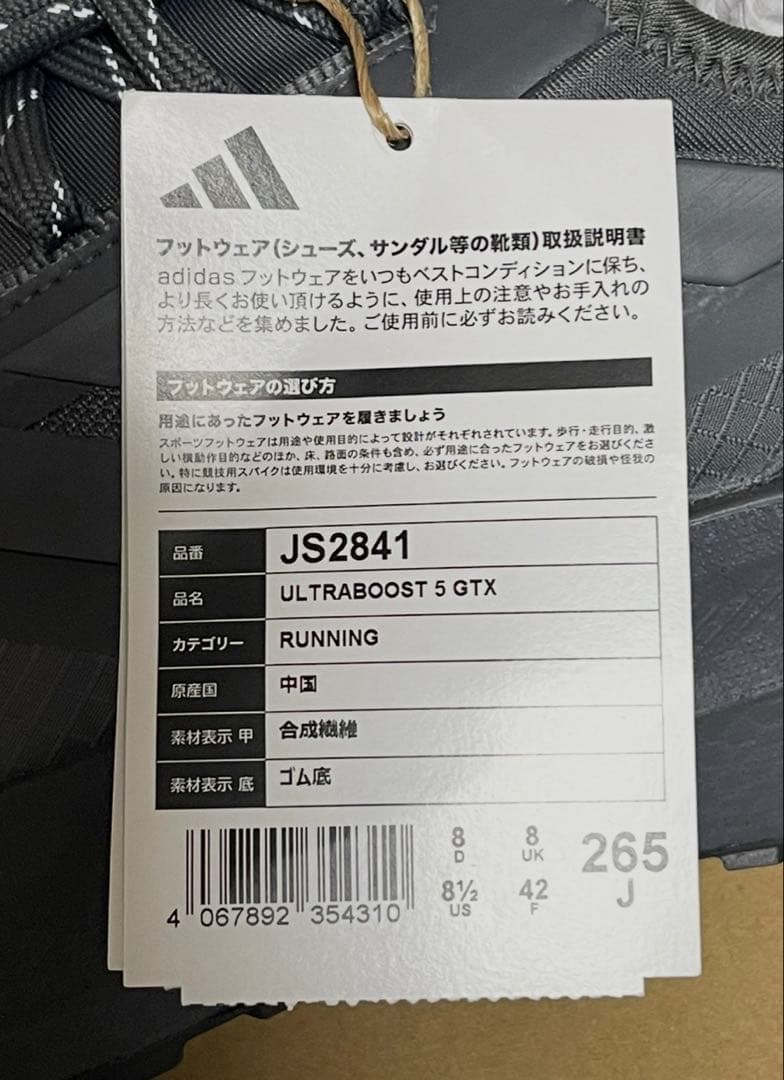 フットウェア(シューズ、サンダル等の靴類)取扱説明書
adidas フットウェアをいつもベストコンディションに保ち、
より長くお使い頂けるように、使用上の注意やお手入れの
方法などを集めました。ご使用前に必ずお読みください。
フットウェアの選び方
用途にあったフットウェアを履きましょう
スポーツフットウェアは用途や使用目的によって設計がそれぞれされています。歩行・走行目的、激
しい横動作目的などのほか、床、路面の条件も含め、必ず用途に合ったフットウェアをお選びくださ
い。特に競技用スパイクは使用環境を十分に考慮し、お選びください。フットウェアの破損や怪我の
原因になります。
品番 JS2841
品名 ULTRABOOST 5 GTX
カテゴリー RUNNING
原産国 中国
素材表示 甲 合成繊維
素材表示 底 ゴム底
8 8 265
D UK J
8½ 42
US F
4 067892 354310